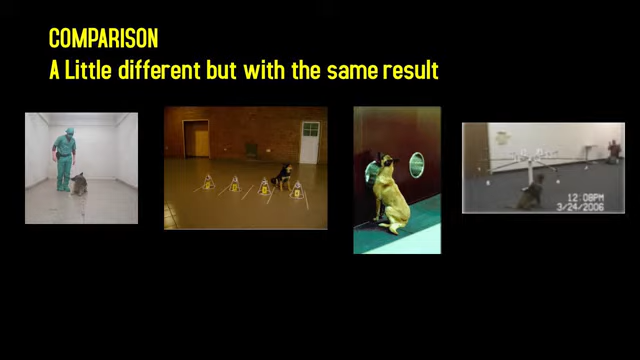 COMPARISON
A Little different but with the same result
12:08PM
3/24/2006